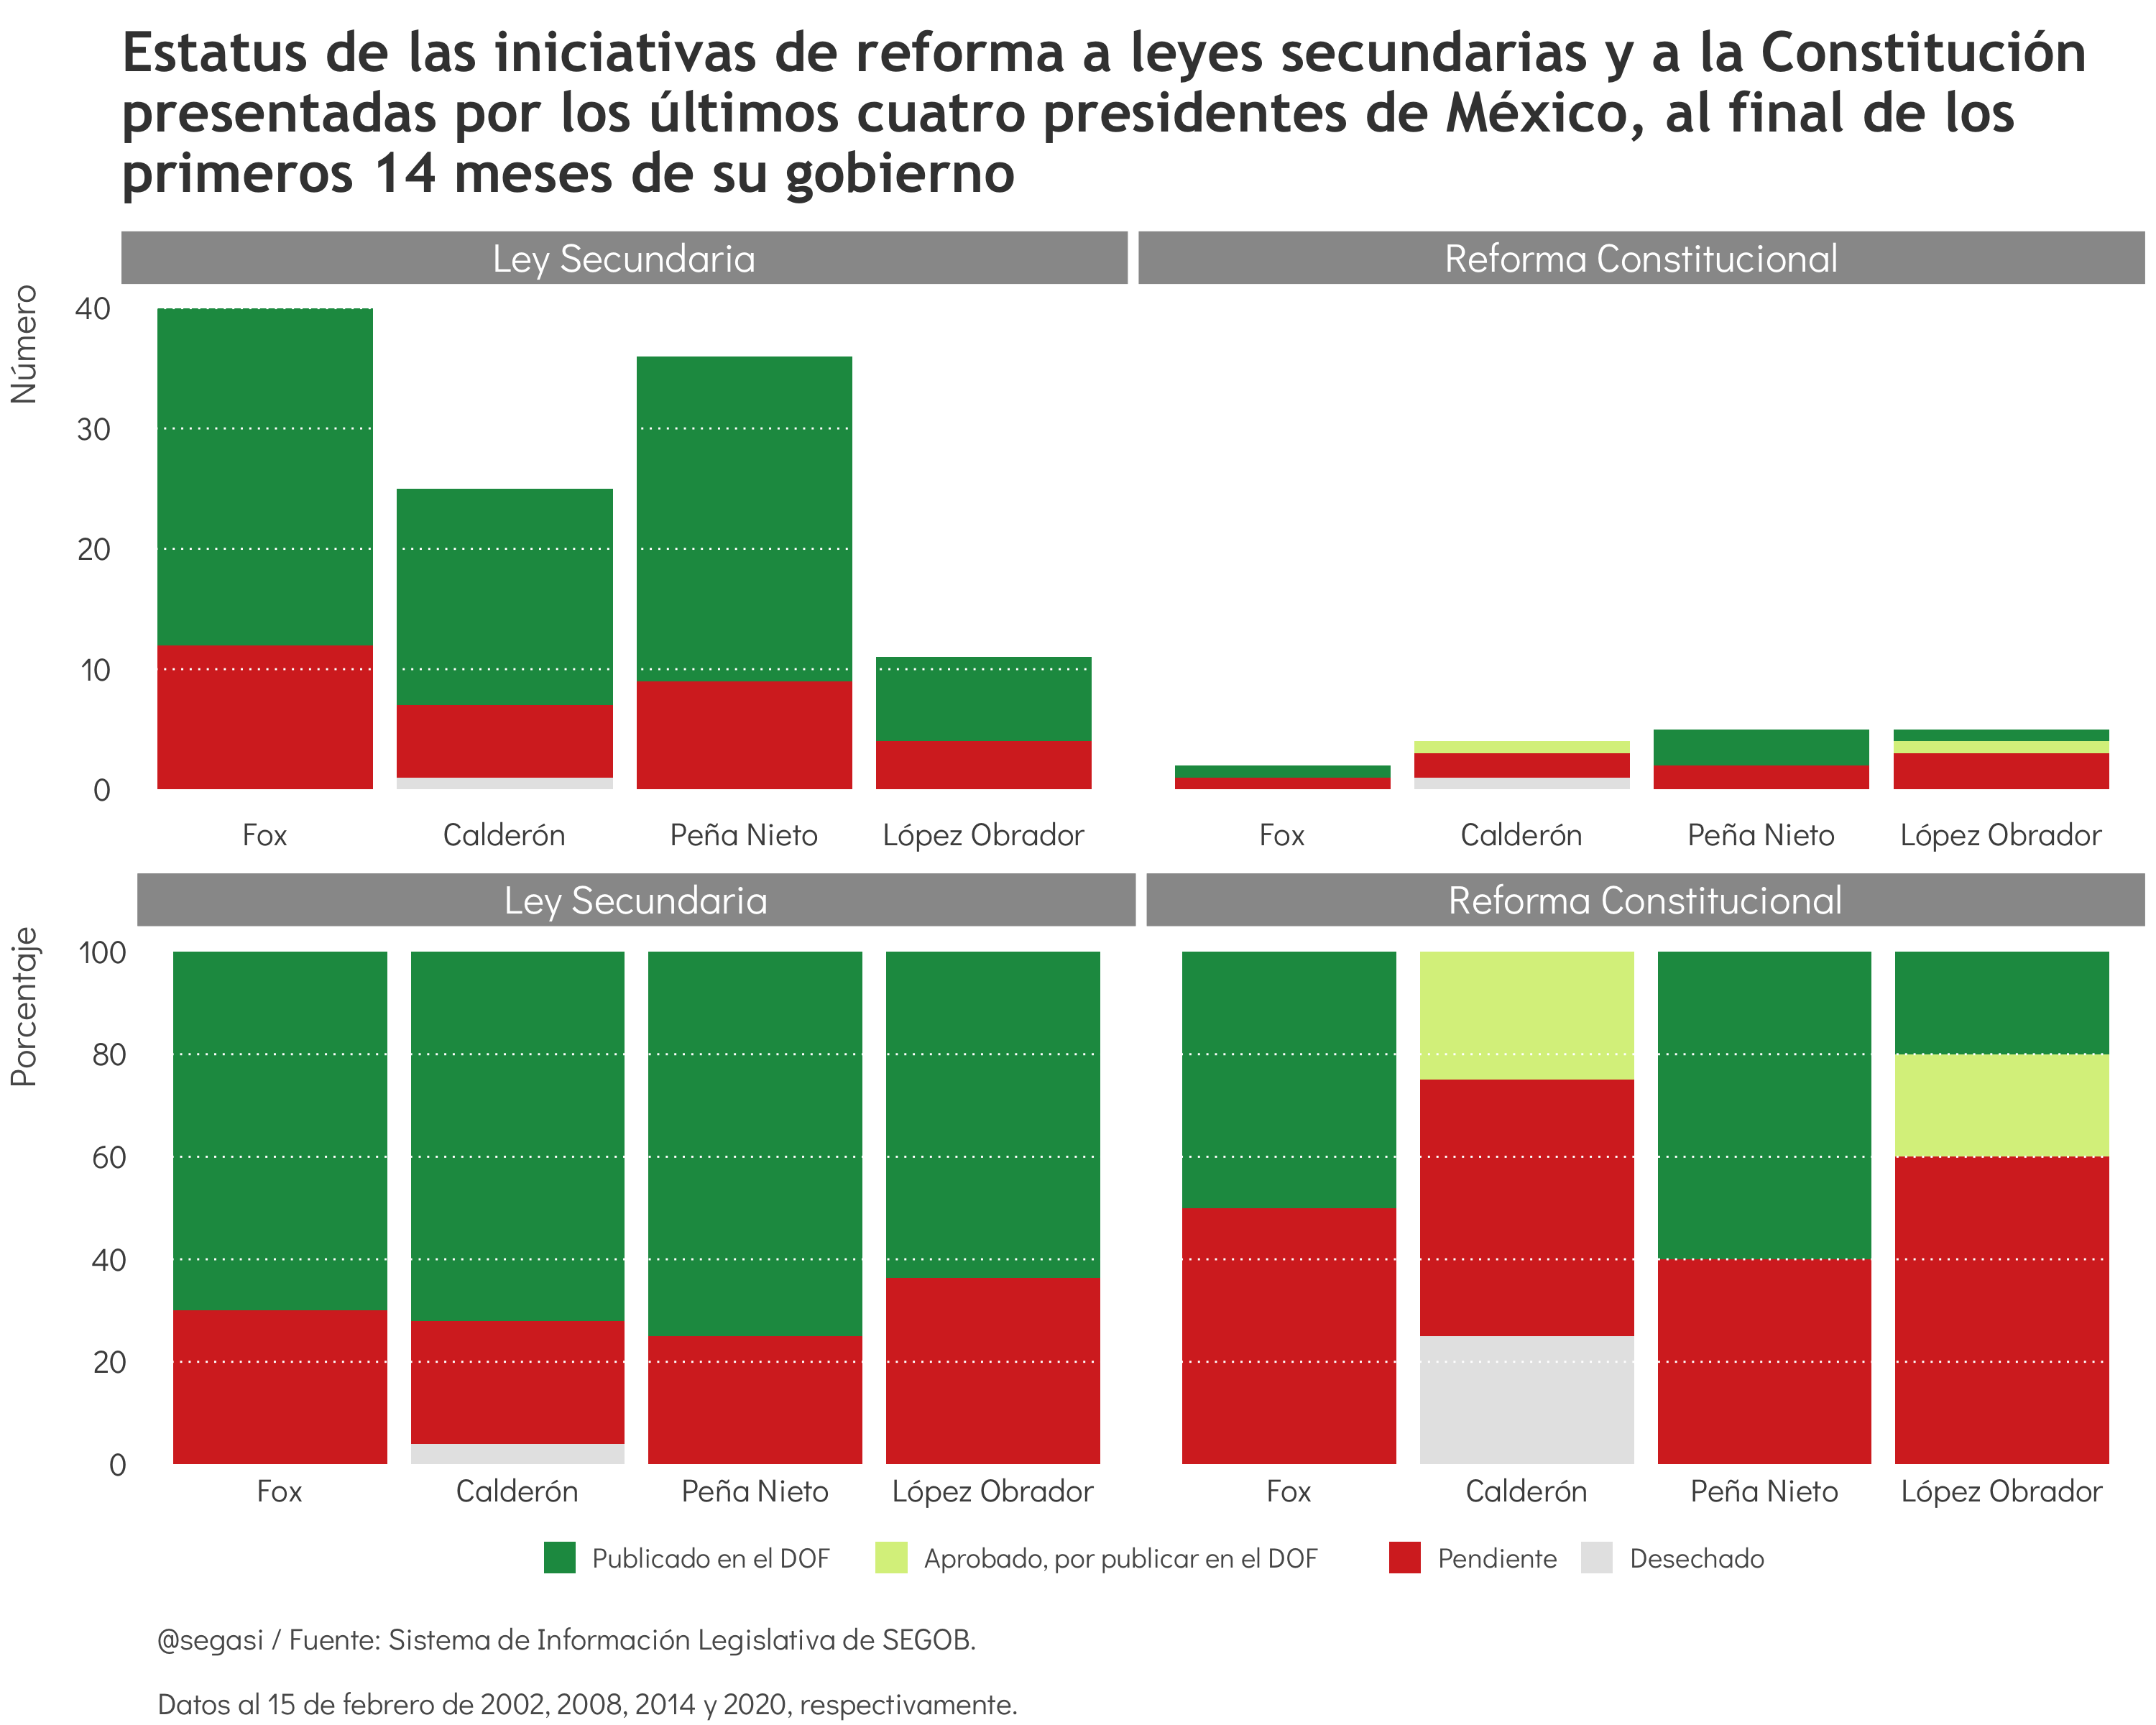 Estatus de las iniciativas de reforma a leyes secundarias y a la Constitución
presentadas por los últimos cuatro presidentes de México, al final de los
primeros 14 meses de su gobierno
Ley Secundaria
Reforma Constitucional
Número
40
30
20
10
0
Fox
Calderón
Peña Nieto
López Obrador
Fox
Calderón
Peña Nieto
López Obrador
Ley Secundaria
Reforma Constitucional
Porcentaje
100
80
60
40
20
0
Fox
Calderón
Peña Nieto
López Obrador
Fox
Calderón
Peña Nieto
López Obrador
Publicado en el DOF
Aprobado, por publicar en el DOF
Pendiente
Desechado
@segasi / Fuente: Sistema de Información Legislativa de SEGOB.
Datos al 15 de febrero de 2002, 2008, 2014 y 2020, respectivamente.